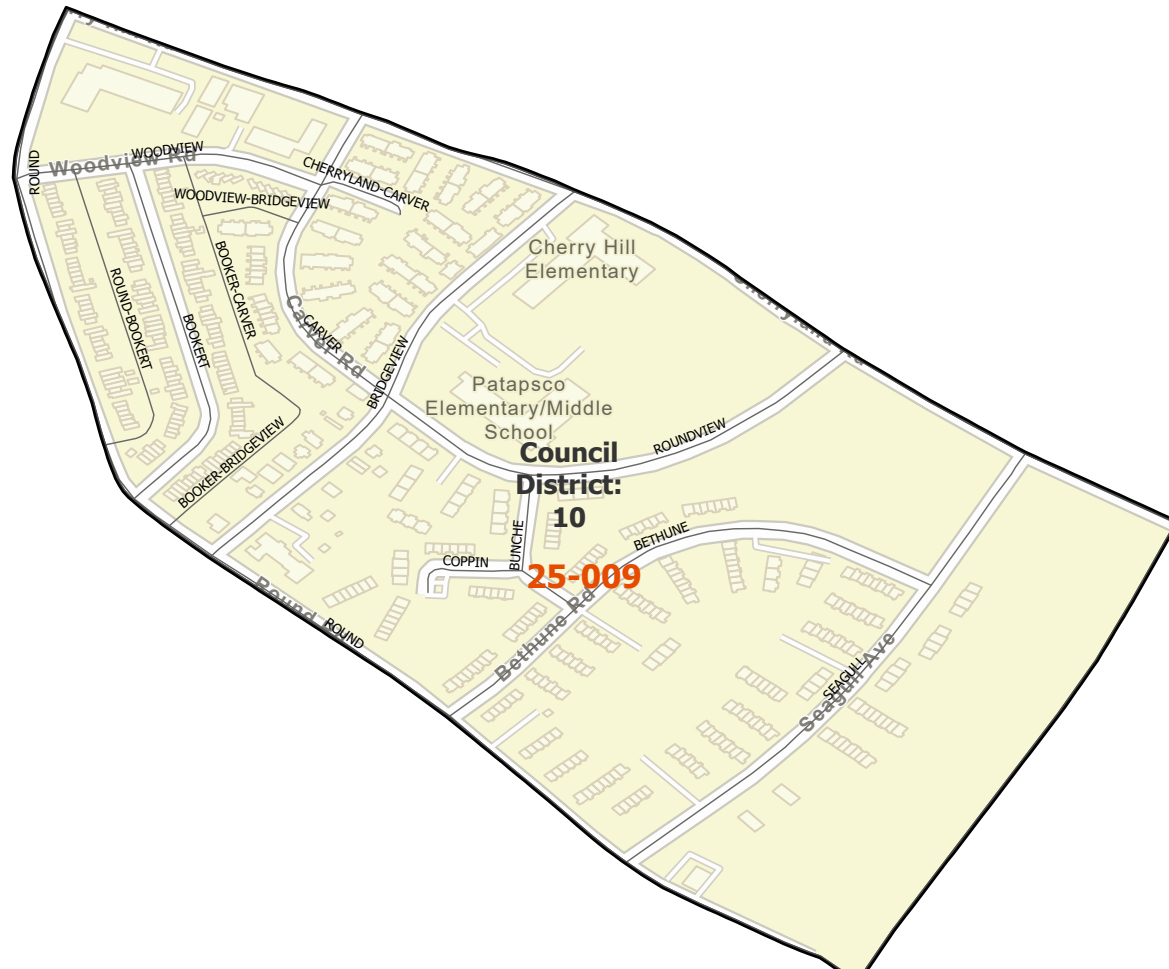 WOODVIEW
Woodview Rd
ROUND
CHERRYLAND-CARVER
WOODVIEW-BRIDGEVIEW
BOOKER-CARVER
ROUND-BOOKERT
BOOKERT
Cherry Hill
Elementary
CARVER
Carver Rd
BRIDGEVIEW
Patapsco
Elementary/Middle
School
ROUNDVIEW
BOOKER-BRIDGEVIEW
Council
District:
10
BUNCHE
BETHUNE
COPPIN
25-009
Round
ROUND
Bethune Rd
SEAGULL
Seagull Ave